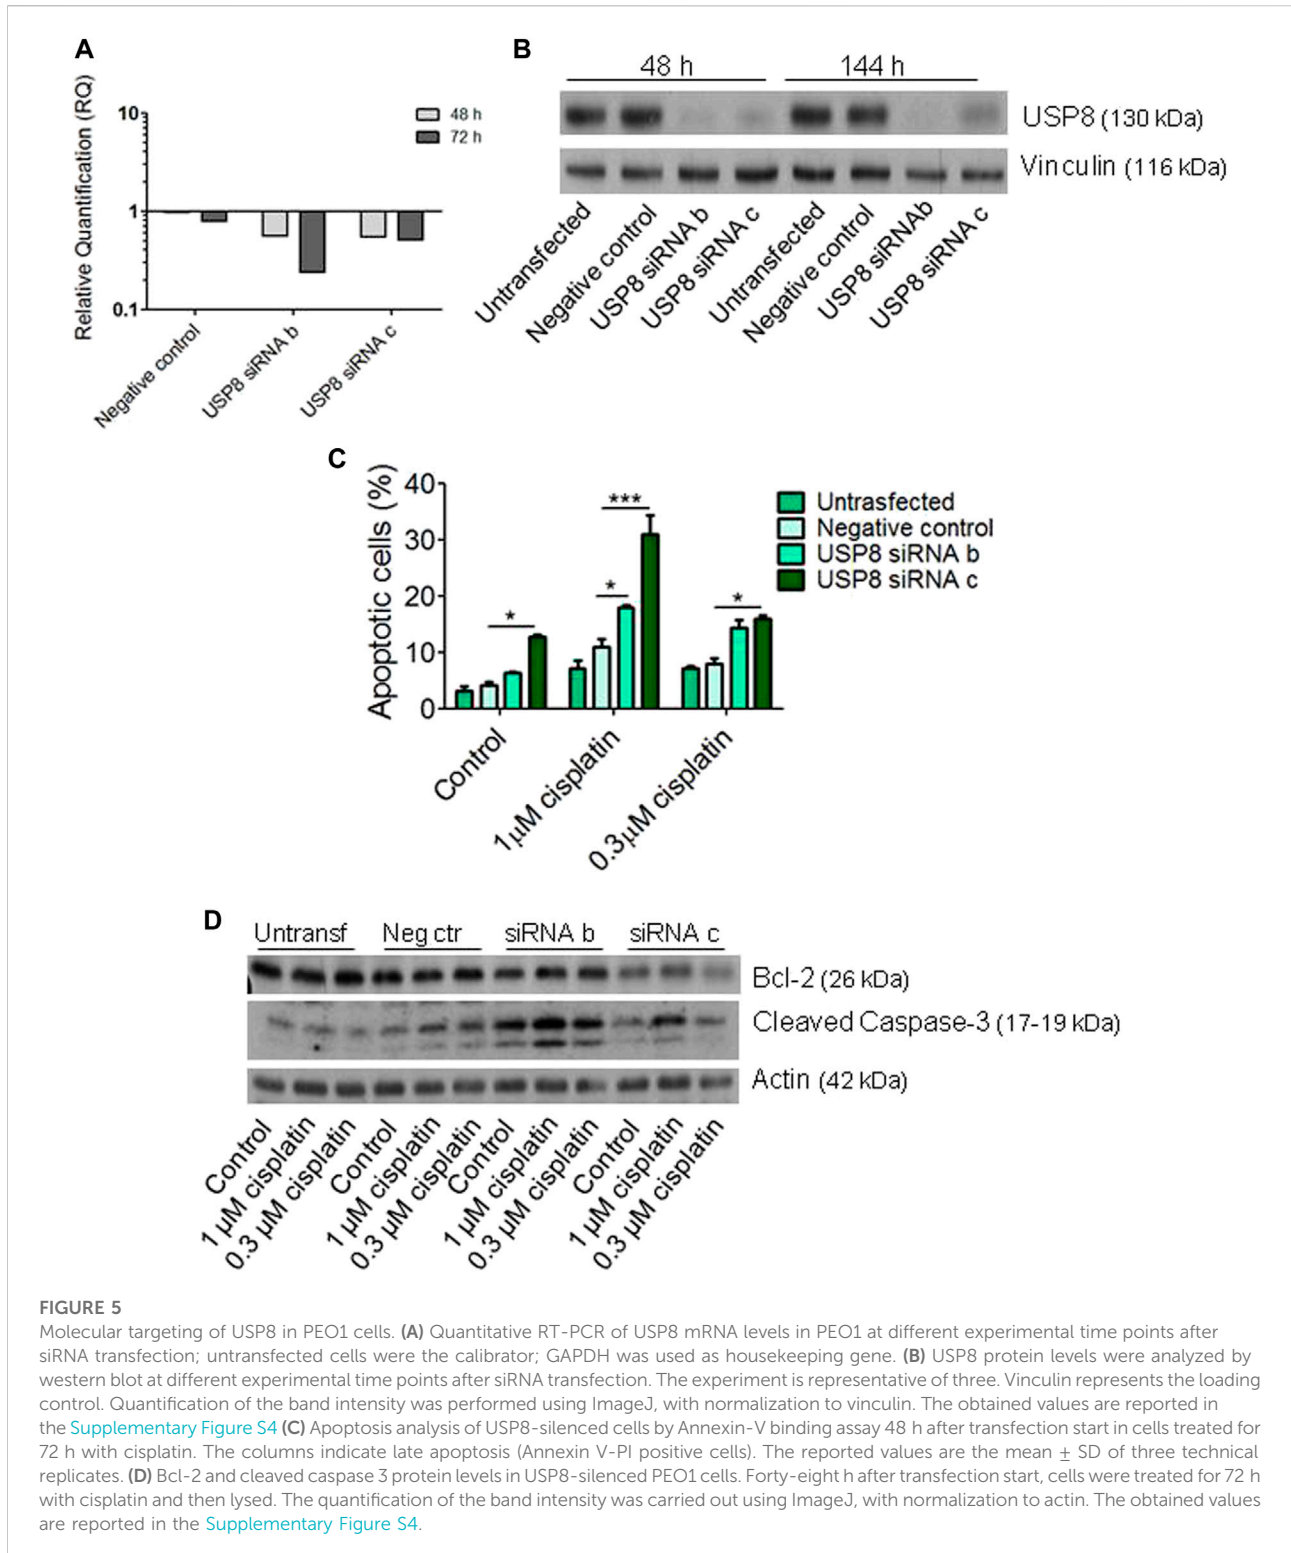 A
Relative Quantification (RQ)
10
1
0.1
48 h
72 h
Negative control
USP8 siRNA b
USP8 siRNA c
B
48 h
144 h
USP8 (130 kDa)
Vinculin (116 kDa)
Untransfected
Negative control
USP8 siRNA b
USP8 siRNA c
Untransfected
Negative control
USP8 siRNAb
USP8 siRNA c
C
Apoptotic cells (%)
40
30
20
10
0
*
*
***
*
Untrasfected
Negative control
USP8 siRNA b
USP8 siRNA c
Control
1µM cisplatin
0.3µM cisplatin
D
Untransf
Neg ctr
siRNA b
siRNA c
Bcl-2 (26 kDa)
Cleaved Caspase-3 (17-19 kDa)
Actin (42 kDa)
Control
1 µM cisplatin
0.3 µM cisplatin
Control
1 µM cisplatin
0.3 µM cisplatin
Control
1 µM cisplatin
0.3 µM cisplatin
Control
1 µM cisplatin
0.3 µM cisplatin
FIGURE 5
Molecular targeting of USP8 in PEO1 cells. (A) Quantitative RT-PCR of USP8 mRNA levels in PEO1 at different experimental time points after
siRNA transfection; untransfected cells were the calibrator; GAPDH was used as housekeeping gene. (B) USP8 protein levels were analyzed by
western blot at different experimental time points after siRNA transfection. The experiment is representative of three. Vinculin represents the loading
control. Quantification of the band intensity was performed using ImageJ, with normalization to vinculin. The obtained values are reported in
the Supplementary Figure S4 (C) Apoptosis analysis of USP8-silenced cells by Annexin-V binding assay 48 h after transfection start in cells treated for
72 h with cisplatin. The columns indicate late apoptosis (Annexin V-PI positive cells). The reported values are the mean ± SD of three technical
replicates. (D) Bcl-2 and cleaved caspase 3 protein levels in USP8-silenced PEO1 cells. Forty-eight h after transfection start, cells were treated for 72 h
with cisplatin and then lysed. The quantification of the band intensity was carried out using ImageJ, with normalization to actin. The obtained values
are reported in the Supplementary Figure S4.